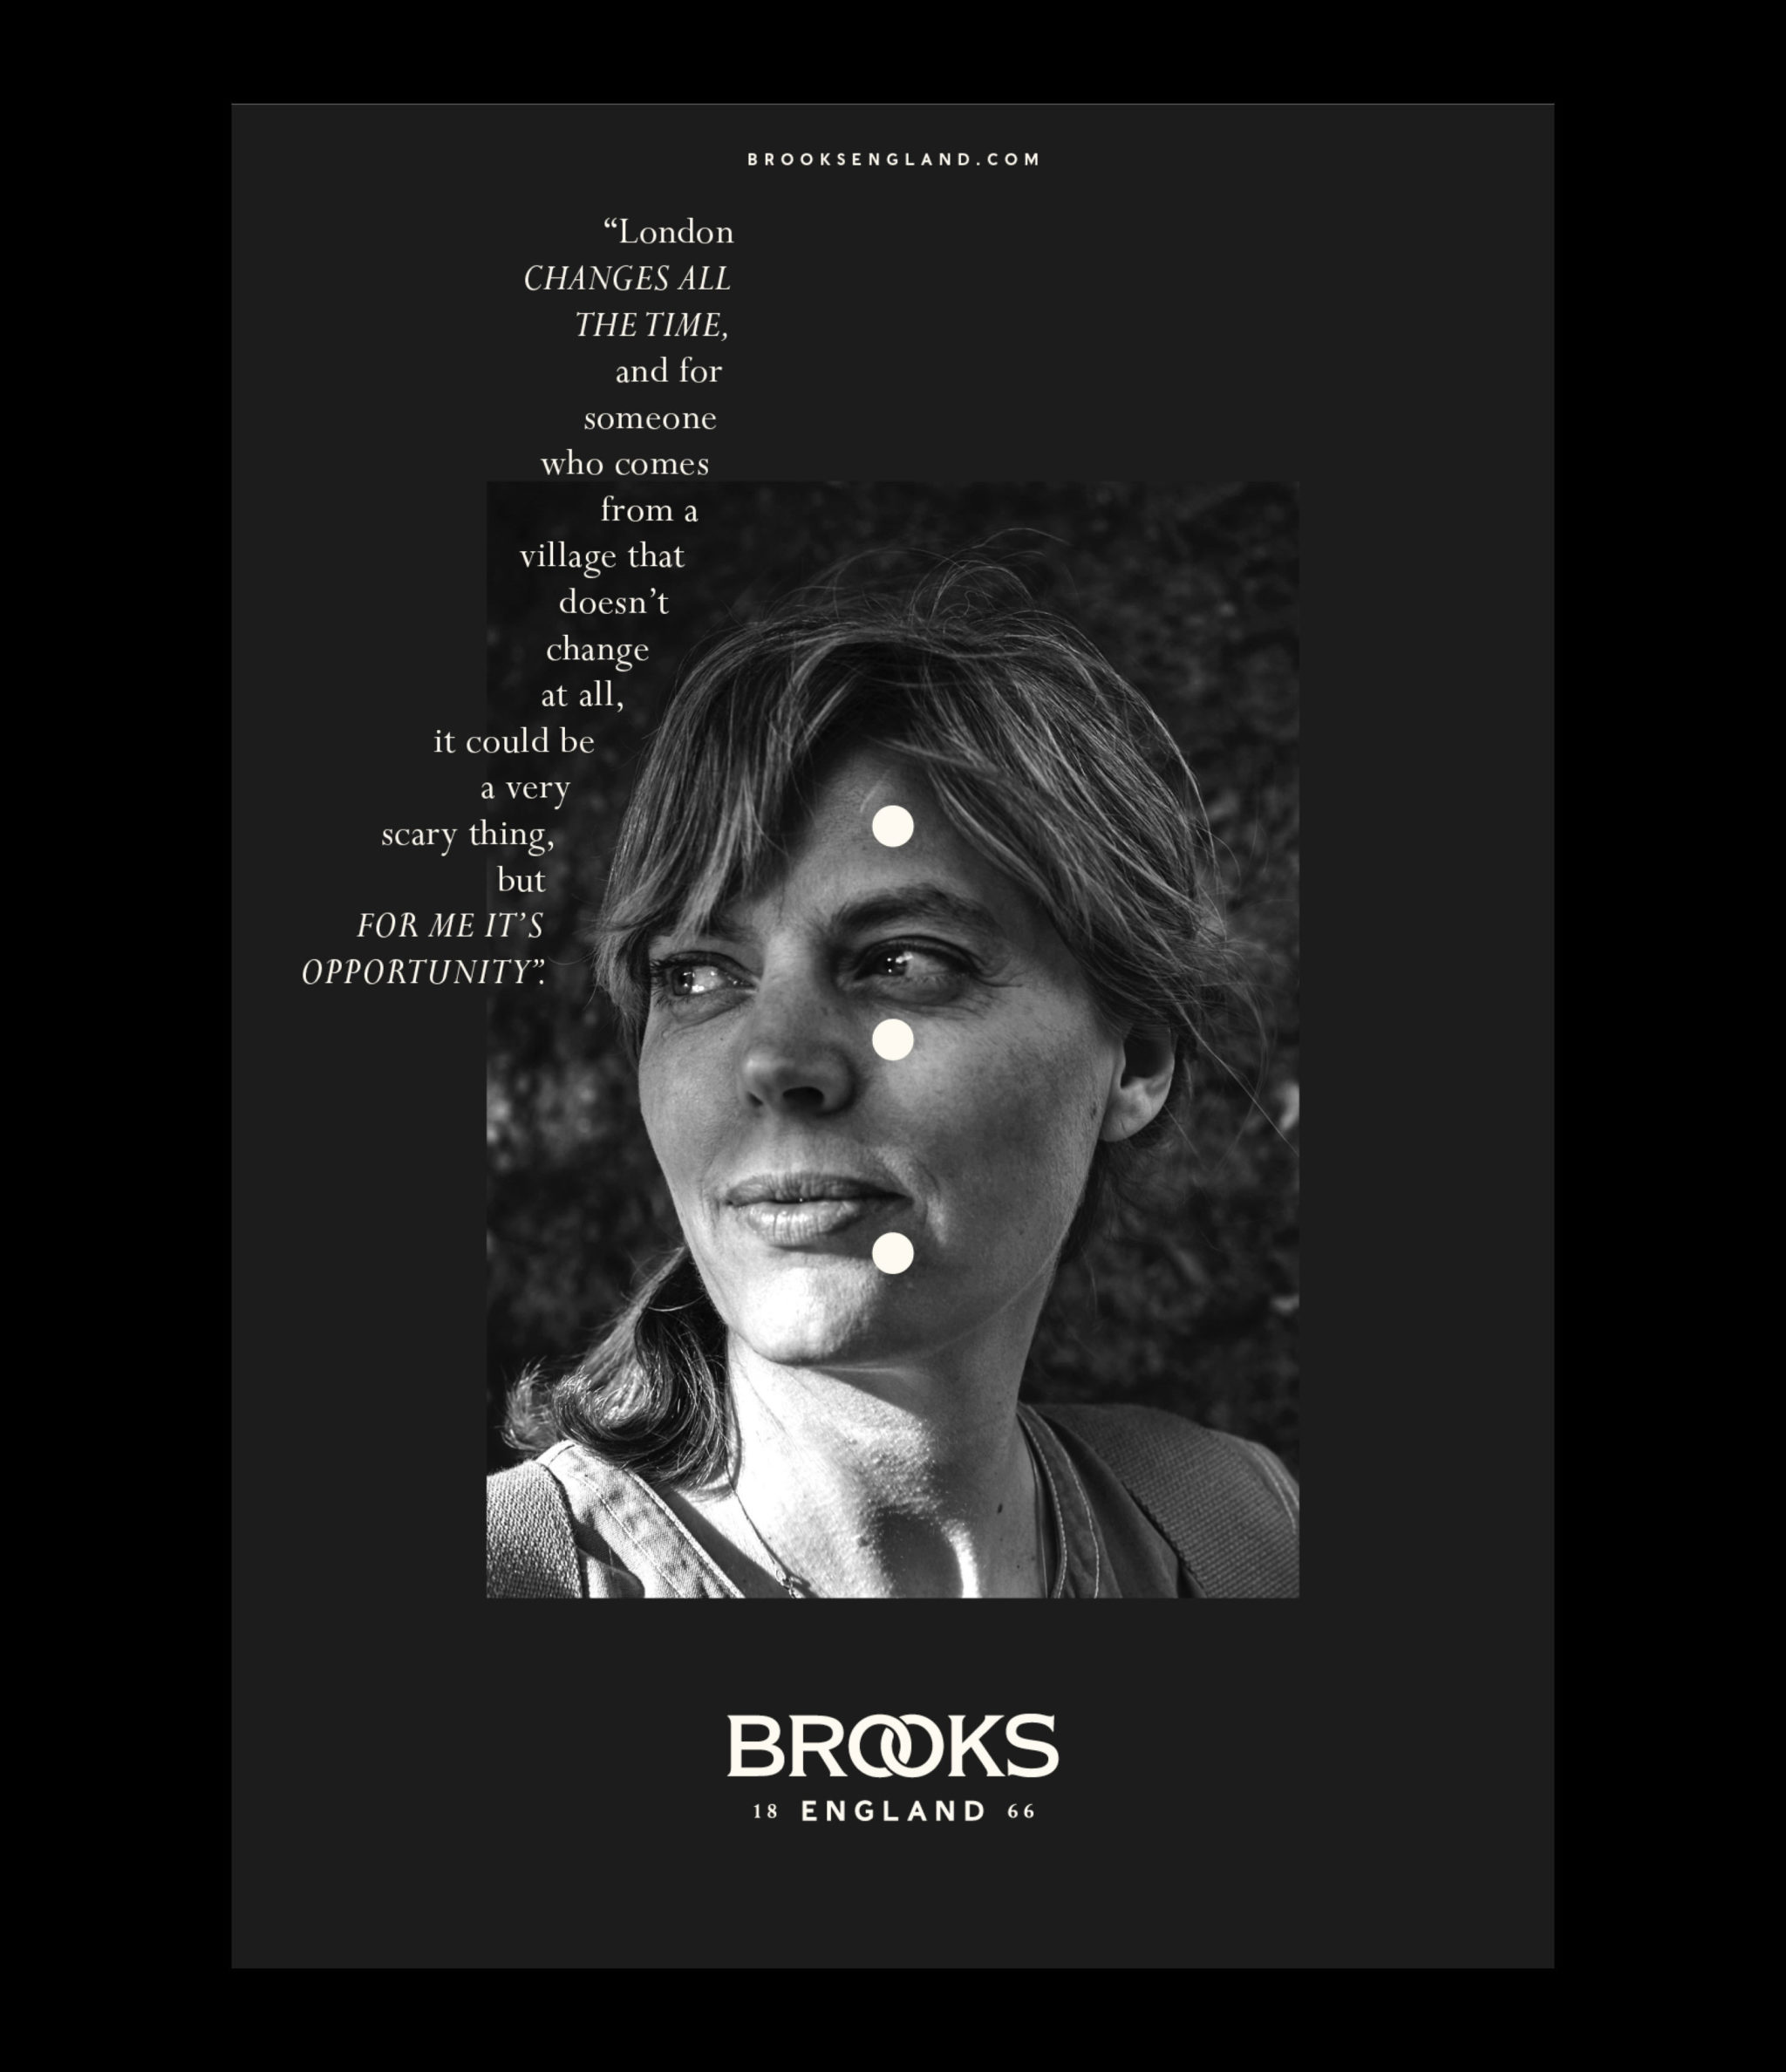 BROOKSENGLAND.COM
“London
CHANGES ALL
THE TIME,
and for
someone
who comes
from a
village that
doesn’t
change
at all,
it could be
a very
scary thing,
but
FOR ME IT’S
OPPORTUNITY”.
BROOKS
18 ENGLAND 66